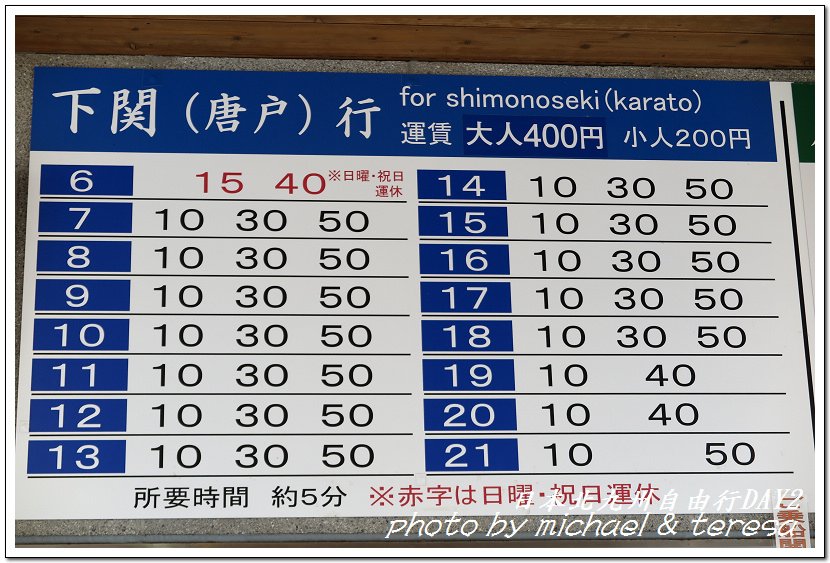 下関（唐戸）行 for shimonoseki(karato)
運賃 大人400円 小人200円
6 15 40 ※日曜・祝日
運休
7 10 30 50
8 10 30 50
9 10 30 50
10 10 30 50
11 10 30 50
12 10 30 50
13 10 30 50
14 10 30 50
15 10 30 50
16 10 30 50
17 10 30 50
18 10 30 50
19 10 40
20 10 40
21 10 50
所要時間 約5分 ※赤字は日曜・祝日運休
日本北九州自由行DAY2
photo by michael & teresa